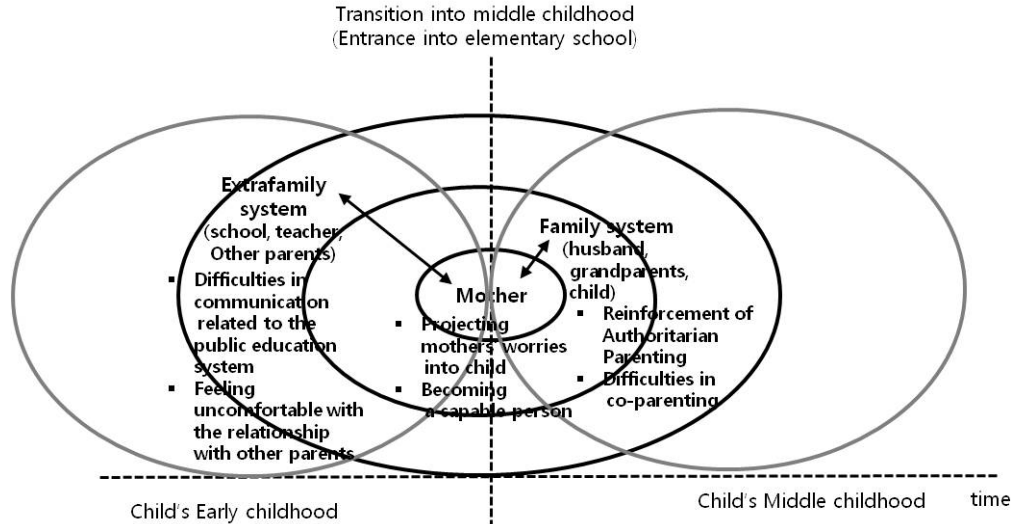 Transition into middle childhood
(Entrance into elementary school)
Extrafamily
system
(school, teacher,
Other parents)
▪ Difficulties in
communication
related to the
public education
system
▪ Feeling
uncomfortable with
the relationship
with other parents
Mother
▪ Projecting
mothers' worries
into child
▪ Becoming
a capable person
Family system
(husband,
grandparents,
child)
▪ Reinforcement of
Authoritarian
Parenting
▪ Difficulties in
co-parenting
Child's Early childhood
Child's Middle childhood
time